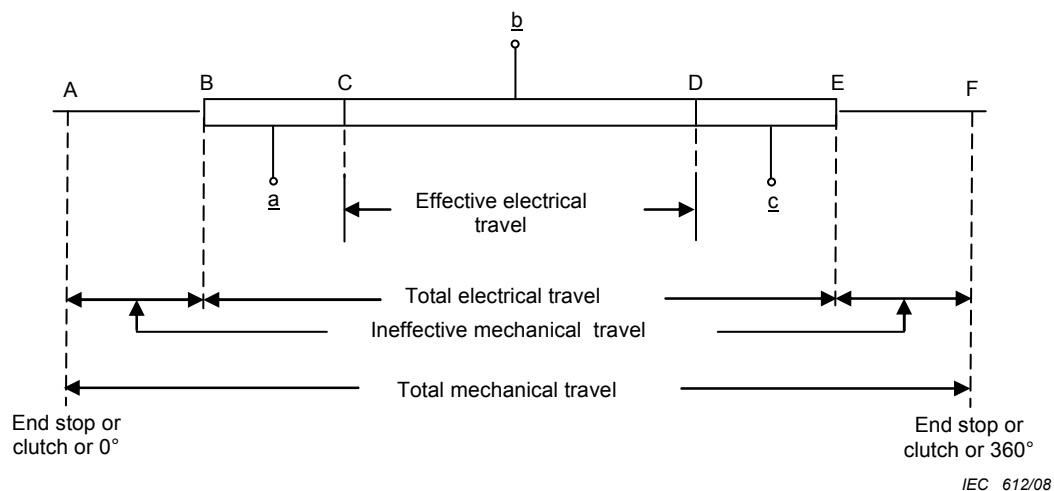 b
A
B
C
D
E
F
a
c
Effective electrical
travel
Total electrical travel
Ineffective mechanical travel
Total mechanical travel
End stop or
clutch or 0°
End stop or
clutch or 360°
IEC 612/08